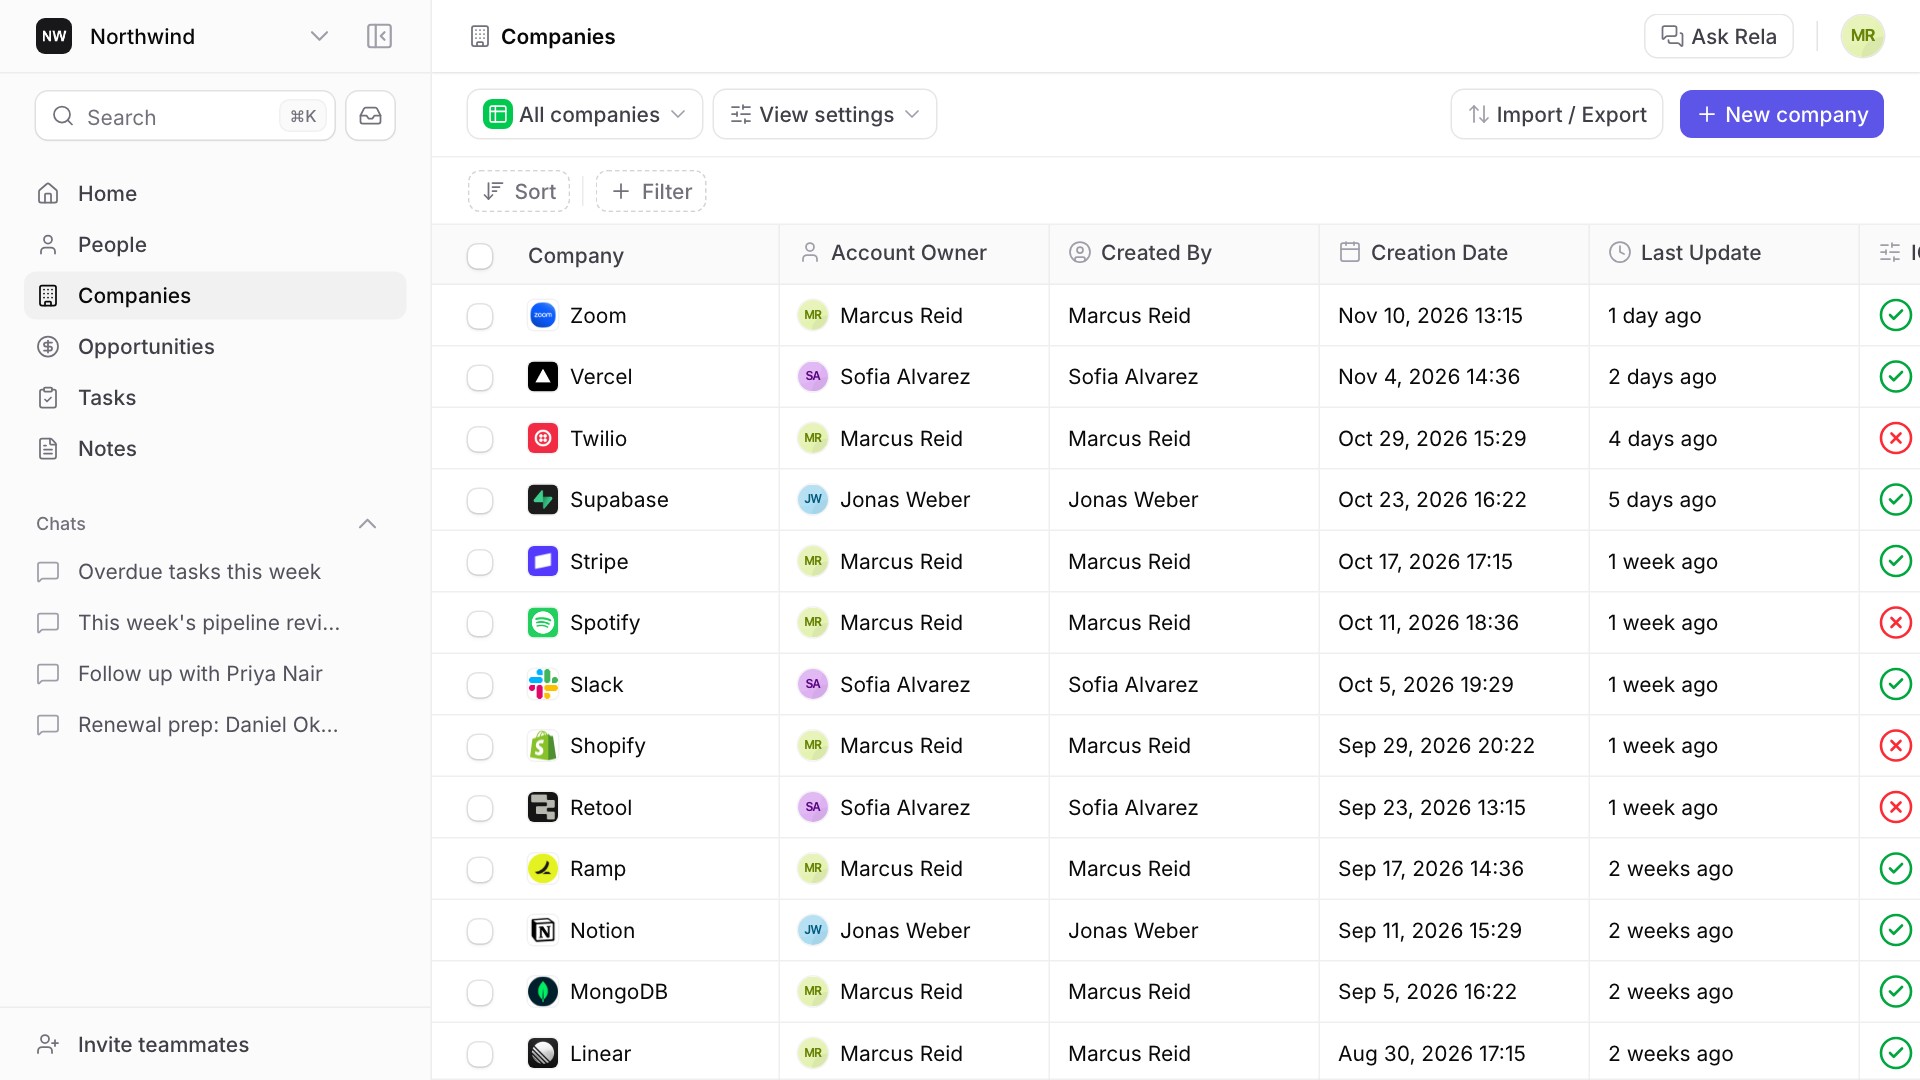 NW Northwind
Companies
Ask Rela
MR
Search ⌘K
All companies
View settings
Import / Export
+ New company
Sort
+ Filter
Home
People
Companies
Opportunities
Tasks
Notes
Chats
Overdue tasks this week
This week's pipeline revi...
Follow up with Priya Nair
Renewal prep: Daniel Ok...
Invite teammates
Company Account Owner Created By Creation Date Last Update
zoom Zoom MR Marcus Reid Marcus Reid Nov 10, 2026 13:15 1 day ago
Vercel SA Sofia Alvarez Sofia Alvarez Nov 4, 2026 14:36 2 days ago
Twilio MR Marcus Reid Marcus Reid Oct 29, 2026 15:29 4 days ago
Supabase JW Jonas Weber Jonas Weber Oct 23, 2026 16:22 5 days ago
Stripe MR Marcus Reid Marcus Reid Oct 17, 2026 17:15 1 week ago
Spotify MR Marcus Reid Marcus Reid Oct 11, 2026 18:36 1 week ago
Slack SA Sofia Alvarez Sofia Alvarez Oct 5, 2026 19:29 1 week ago
Shopify MR Marcus Reid Marcus Reid Sep 29, 2026 20:22 1 week ago
Retool SA Sofia Alvarez Sofia Alvarez Sep 23, 2026 13:15 1 week ago
Ramp MR Marcus Reid Marcus Reid Sep 17, 2026 14:36 2 weeks ago
Notion JW Jonas Weber Jonas Weber Sep 11, 2026 15:29 2 weeks ago
MongoDB MR Marcus Reid Marcus Reid Sep 5, 2026 16:22 2 weeks ago
Linear MR Marcus Reid Marcus Reid Aug 30, 2026 17:15 2 weeks ago